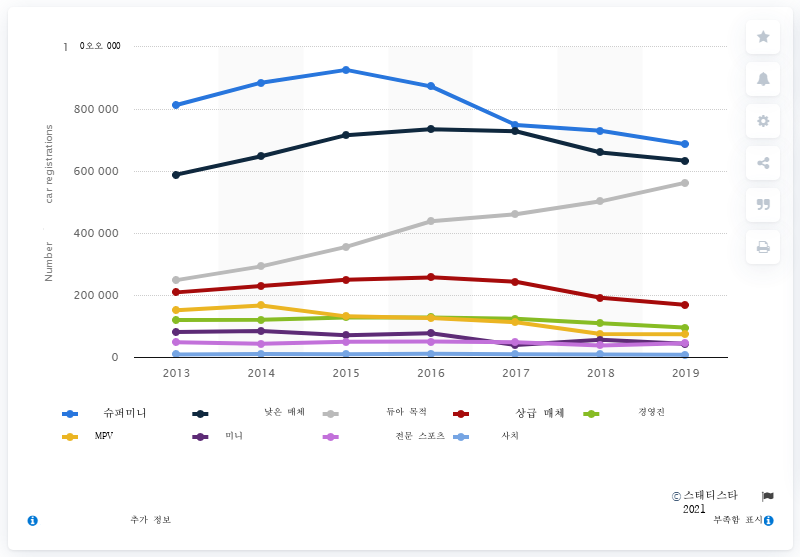 1 0오오 000
800 000
600 000
400 000
200 000
0
Number car registrations
2013 2014 2015 2016 2017 2018 2019
슈퍼미니 낮은 매체 듀아 목적 상급 매체 경영진
MPV 미니 전문 스포츠 사치
© 스태티스타
2021
추가 정보 부족함 표시